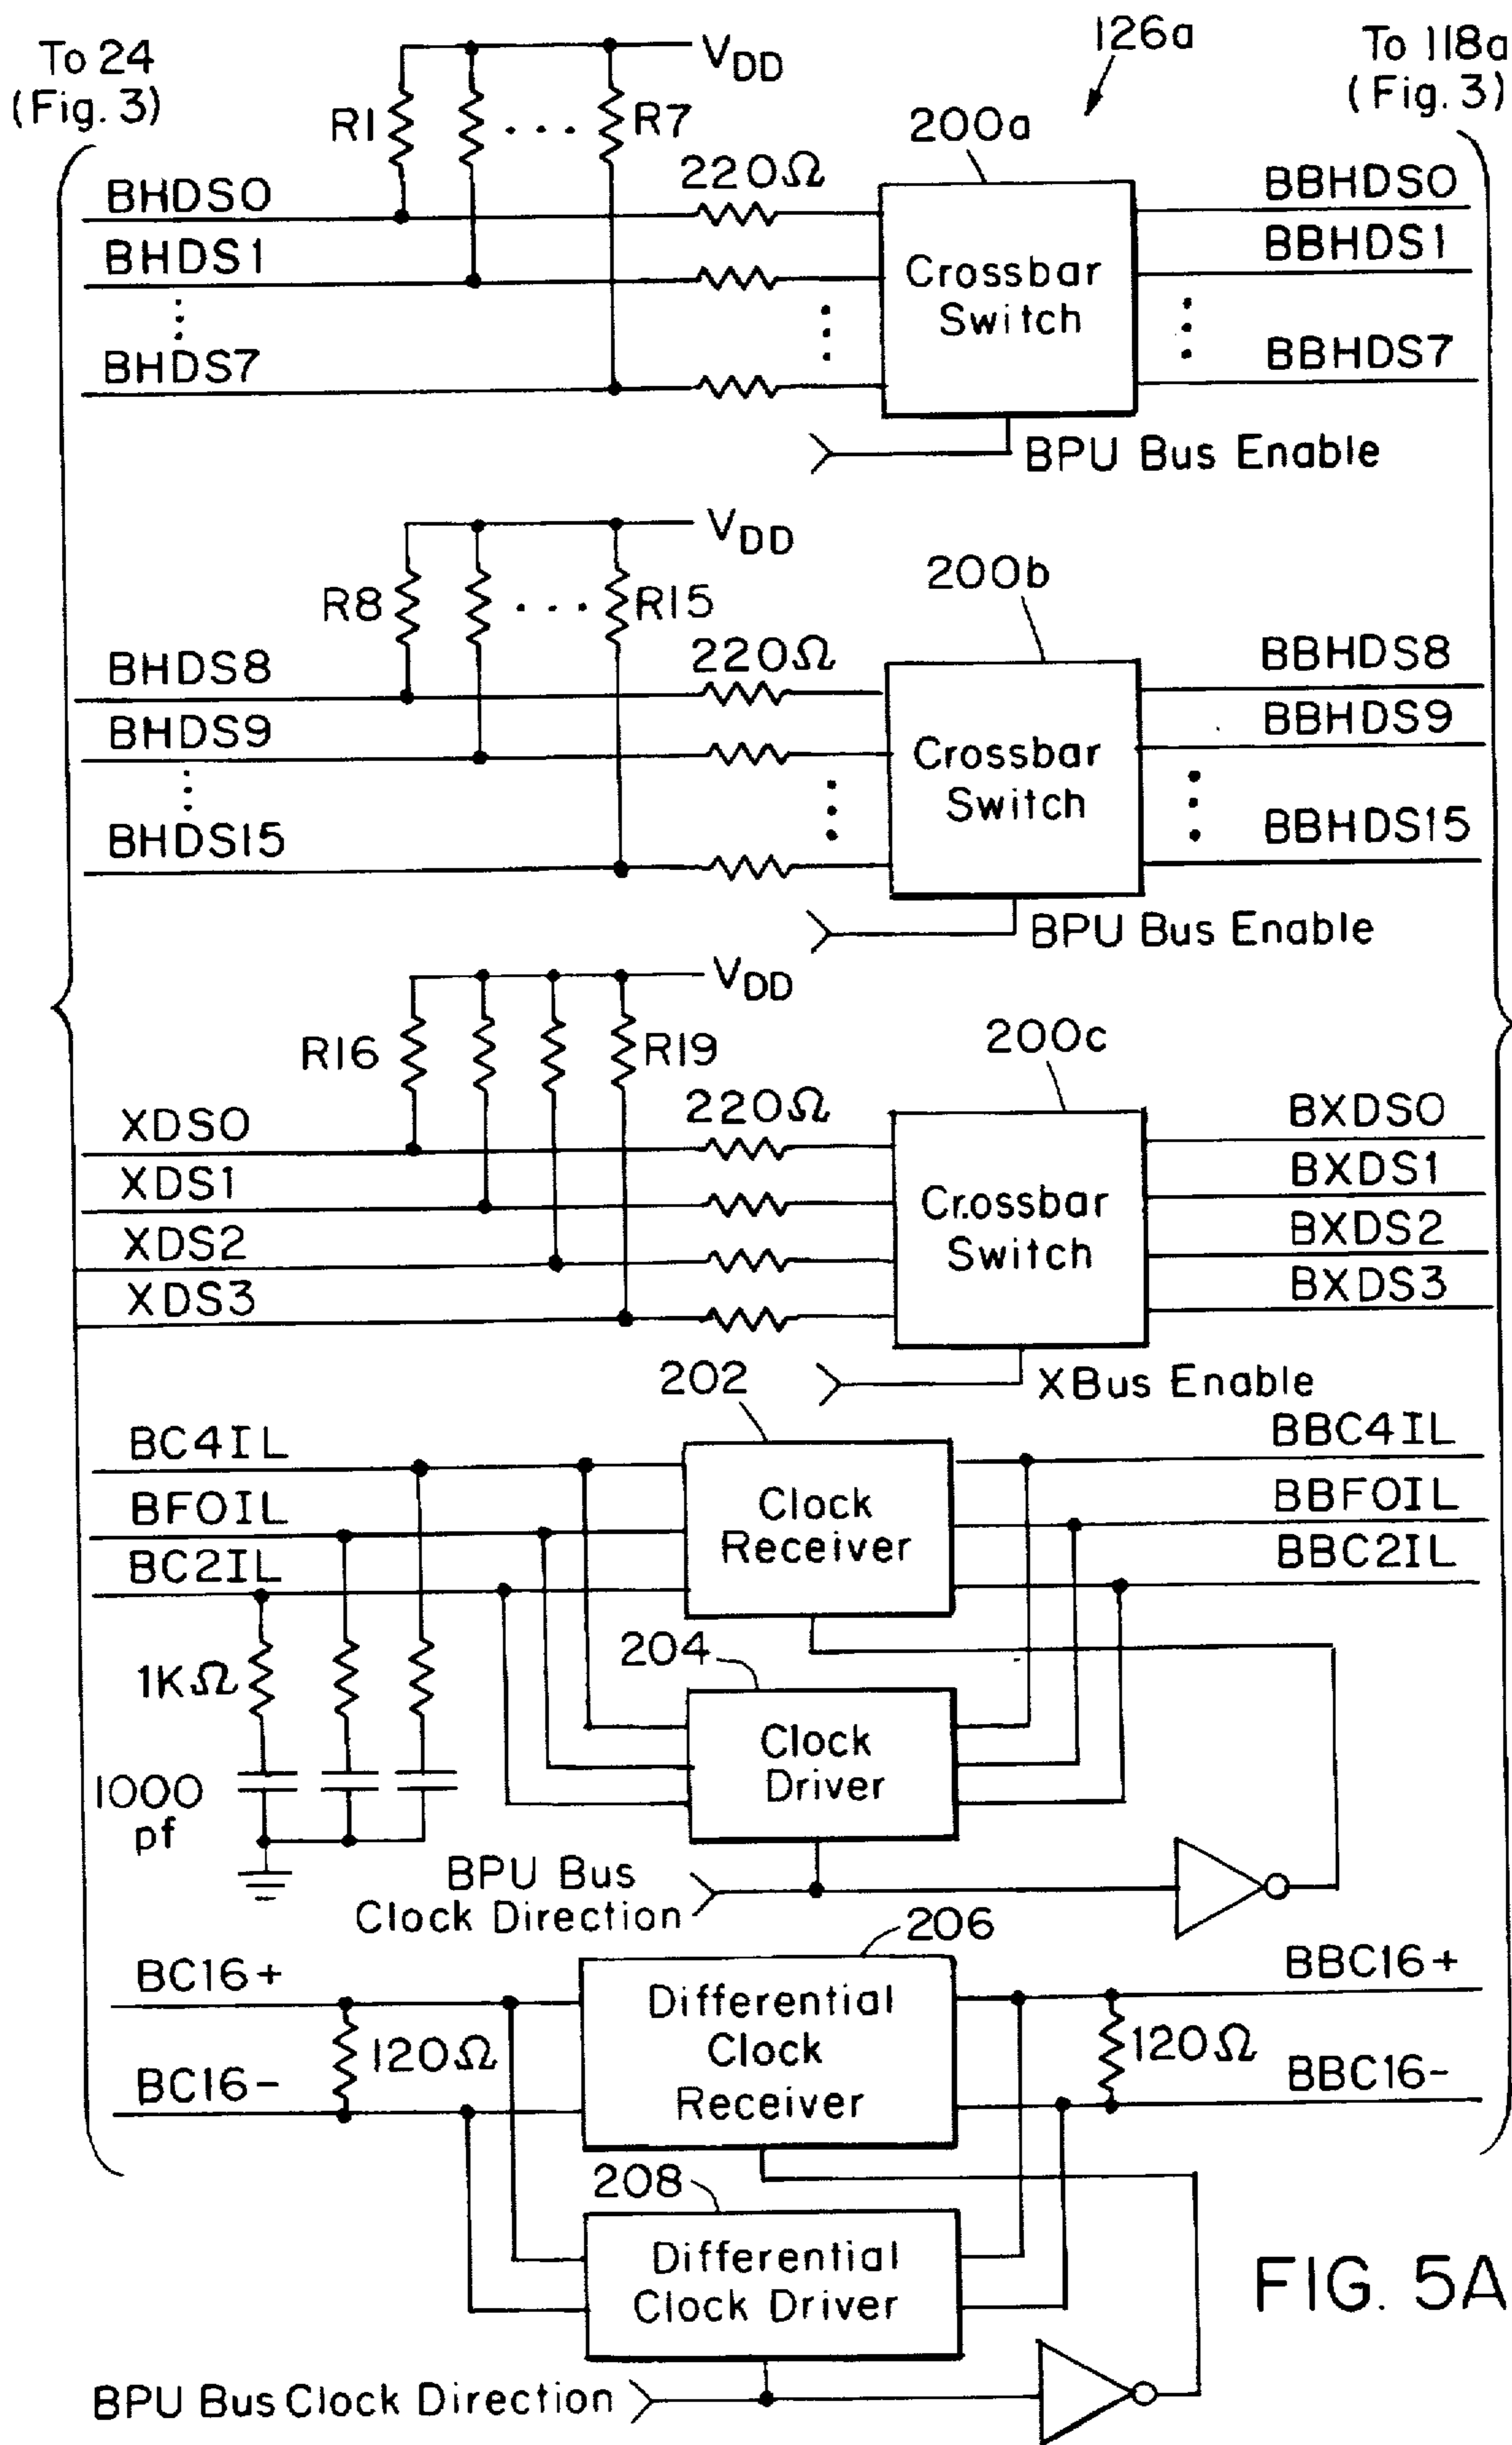 To 24
(Fig. 3)
126a
To 118a
(Fig. 3)
VDD
R1
R7
200a
220Ω
BHDS0
BBHDS0
BHDS1
BBHDS1
Crossbar
Switch
BHDS7
BBHDS7
BPU Bus Enable
VDD
R8
R15
200b
220Ω
BHDS8
BBHDS8
BHDS9
BBHDS9
Crossbar
Switch
BHDS15
BBHDS15
BPU Bus Enable
VDD
R16
R19
200c
220Ω
XDS0
BXDS0
XDS1
BXDS1
Crossbar
Switch
XDS2
BXDS2
XDS3
BXDS3
202
XBus Enable
BC4IL
BBC4IL
BFOIL
BBFOIL
Clock
Receiver
BC2IL
BBC2IL
204
1KΩ
Clock
Driver
1000
pf
BPU Bus
Clock Direction
206
BC16+
BBC16+
Differential
Clock
Receiver
120Ω
120Ω
BC16-
BBC16-
208
Differential
Clock Driver
FIG. 5A
BPU Bus Clock Direction